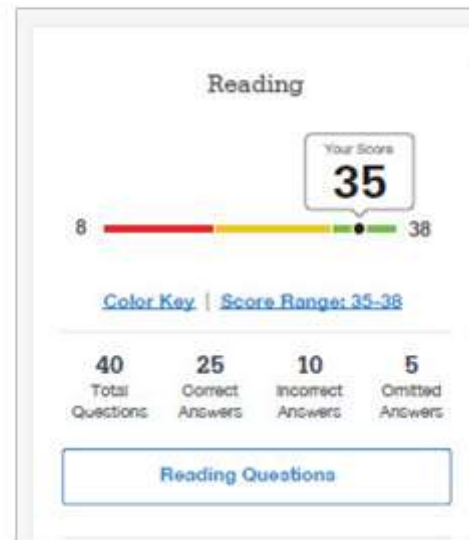 Reading
Your Score
35
8 38
Color Key | Score Range: 35-38
40 25 10 5
Total Correct Incorrect Omitted
Questions Answers Answers Answers
Reading Questions